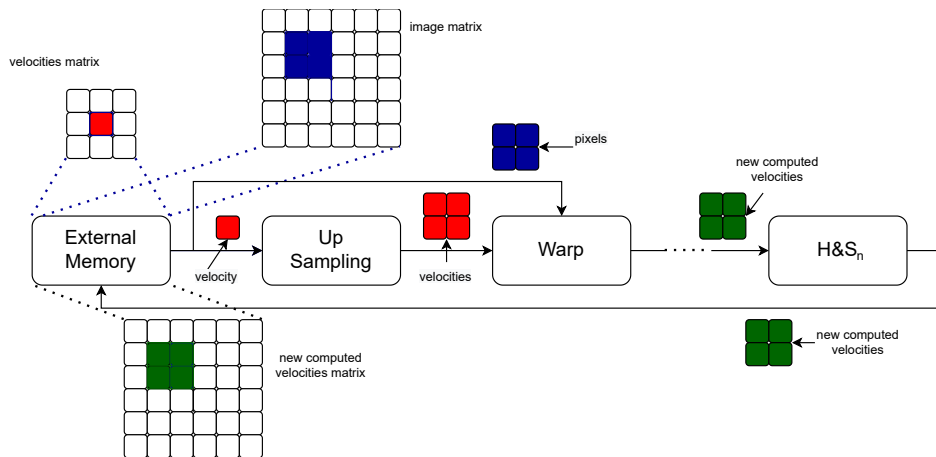 image matrix
velocities matrix
pixels
new computed
velocities
External
Memory
velocity
Up
Sampling
velocities
Warp
H&Sn
new computed
velocities matrix
new computed
velocities